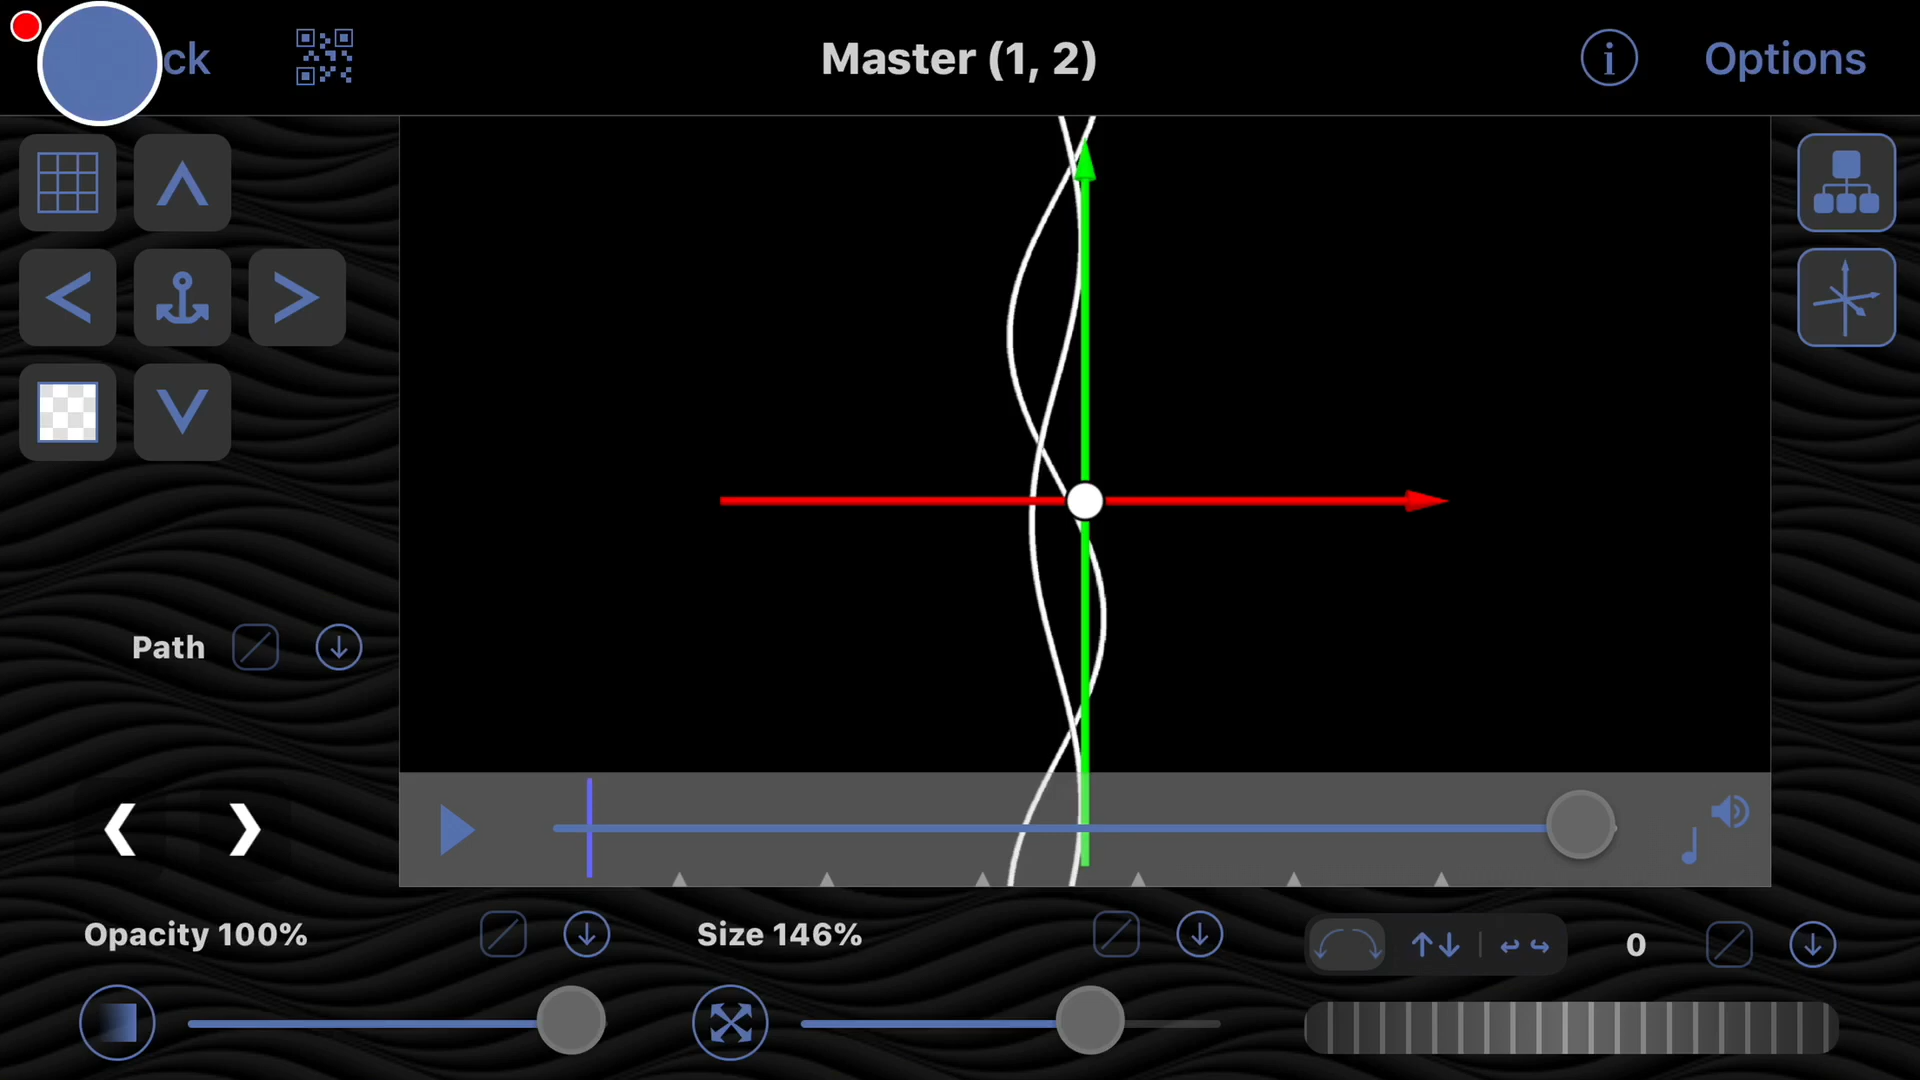 ck
Master (1, 2)
i
Options
Path
Opacity 100%
Size 146%
0